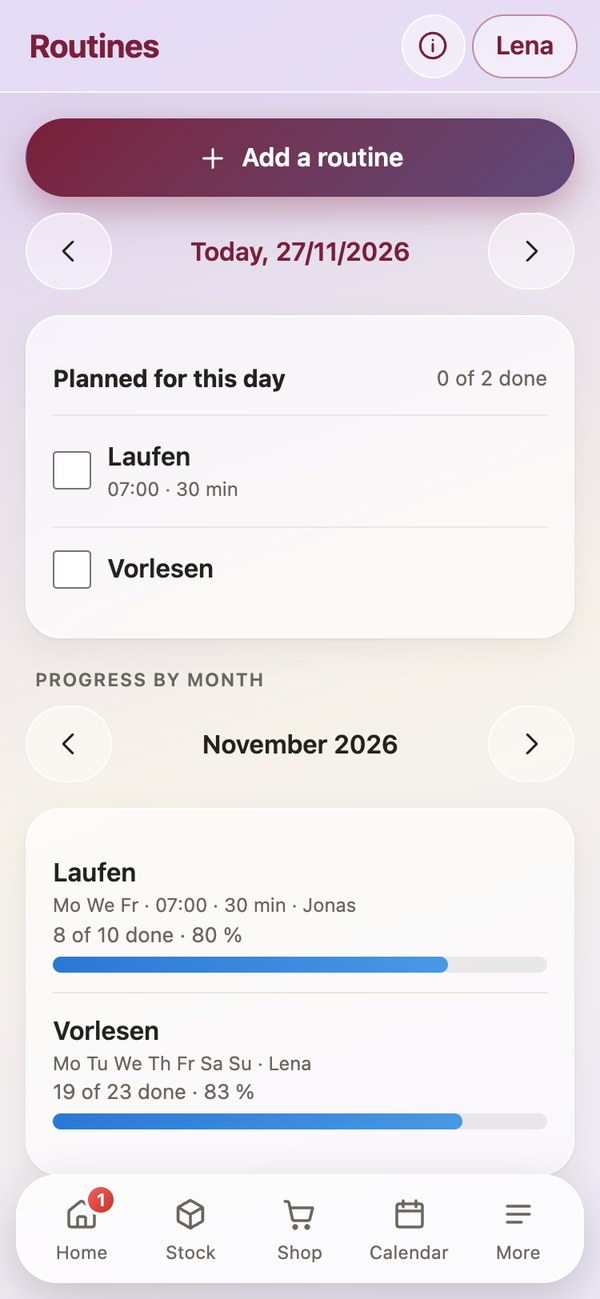 Routines
Lena
Add a routine
Today, 27/11/2026
Planned for this day
0 of 2 done
Laufen
07:00 · 30 min
Vorlesen
PROGRESS BY MONTH
November 2026
Laufen
Mo We Fr · 07:00 · 30 min · Jonas
8 of 10 done · 80 %
Vorlesen
Mo Tu We Th Fr Sa Su · Lena
19 of 23 done · 83 %
1
Home
Stock
Shop
Calendar
More